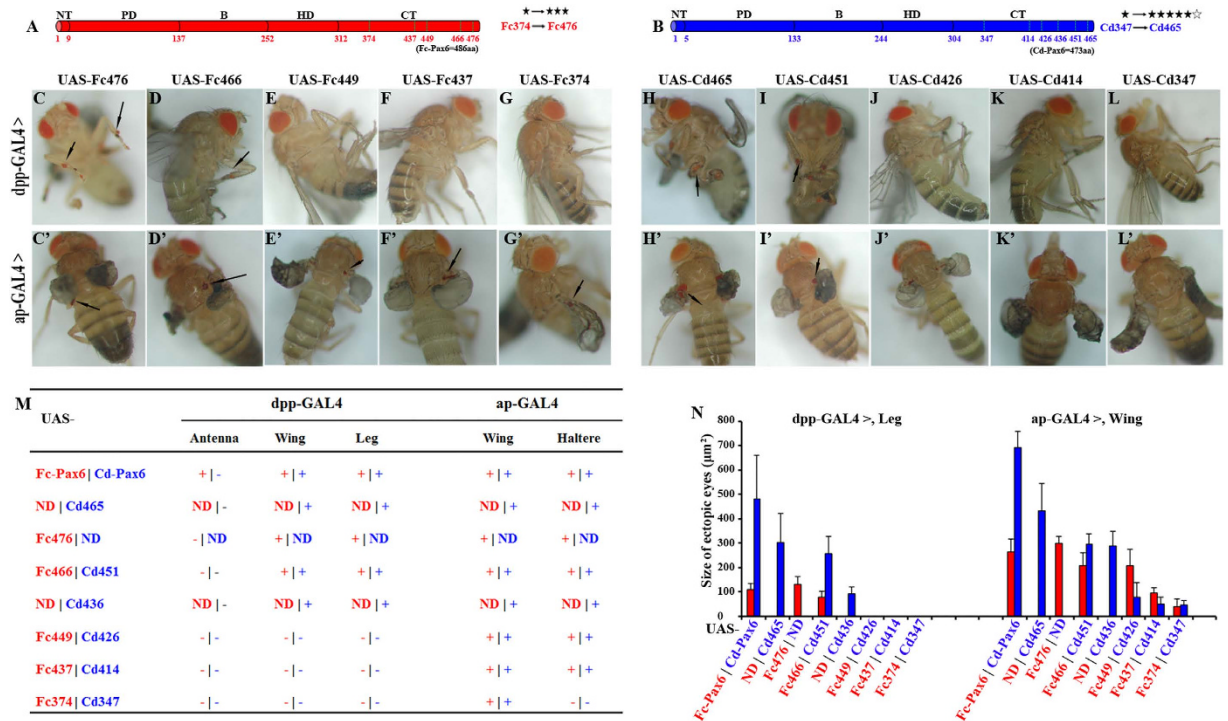 A
NT PD B HD CT ★→★★★
1 9 137 252 312 374 437 449 466 476
Fc374→Fc476
(Fc-Pax6=486aa)
B
NT PD B HD CT ★→★★★★★☆
1 5 133 244 304 347 414 426 436 451 465
Cd347→Cd465
(Cd-Pax6=473aa)
UAS-Fc476 UAS-Fc466 UAS-Fc449 UAS-Fc437 UAS-Fc374
UAS-Cd465 UAS-Cd451 UAS-Cd426 UAS-Cd414 UAS-Cd347
dpp-GAL4>
C D E F G
H I J K L
ap-GAL4>
C' D' E' F' G'
H' I' J' K' L'
M
UAS- dpp-GAL4 ap-GAL4
Antenna Wing Leg Wing Haltere
Fc-Pax6 | Cd-Pax6 + | - + | + + | + + | + + | +
ND | Cd465 ND | - ND | + ND | + ND | + ND | +
Fc476 | ND - | ND + | ND + | ND + | ND + | ND
Fc466 | Cd451 - | - + | + + | + + | + + | +
ND | Cd436 ND | - ND | + ND | + ND | + ND | +
Fc449 | Cd426 - | - - | - - | - + | + + | +
Fc437 | Cd414 - | - - | - - | - + | + + | +
Fc374 | Cd347 - | - - | - - | - + | + - | -
N
dpp-GAL4 >, Leg ap-GAL4 >, Wing
Size of ectopic eyes (μm²)
800
700
600
500
400
300
200
100
0
UAS-
Fc-Pax6 | Cd-Pax6
ND | Cd465
Fc476 | ND
Fc466 | Cd451
ND | Cd436
Fc449 | Cd426
Fc437 | Cd414
Fc374 | Cd347
Fc-Pax6 | Cd-Pax6
ND | Cd465
Fc476 | ND
Fc466 | Cd451
ND | Cd436
Fc449 | Cd426
Fc437 | Cd414
Fc374 | Cd347